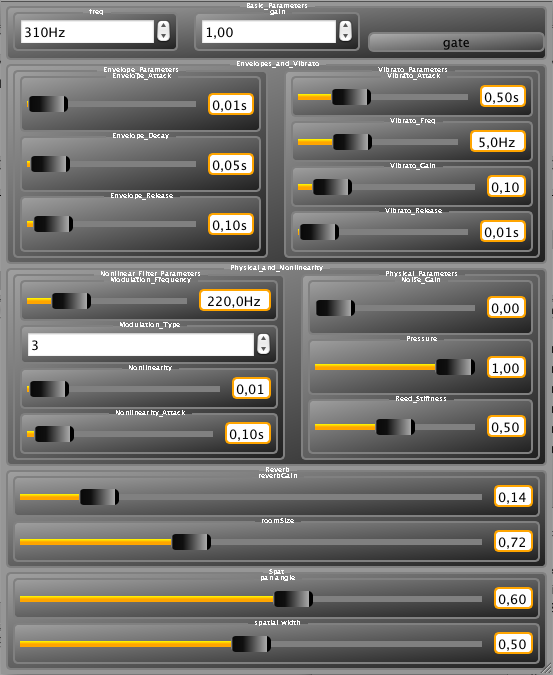 Basic_Parameters
freq
gain
310Hz
1,00
gate
Envelopes_and_Vibrato
Envelope_Parameters
Envelope_Attack
0,01s
Envelope_Decay
0,05s
Envelope_Release
0,10s
Vibrato_Parameters
Vibrato_Attack
0,50s
Vibrato_Freq
5,0Hz
Vibrato_Gain
0,10
Vibrato_Release
0,01s
Physical_and_Nonlinearity
Nonlinear_Filter_Parameters
Modulation_Frequency
220,0Hz
Modulation_Type
3
Nonlinearity
0,01
Nonlinearity_Attack
0,10s
Physical_Parameters
Noise_Gain
0,00
Pressure
1,00
Reed_Stiffness
0,50
Reverb
reverbGain
0,14
roomSize
0,72
Spat
pan angle
0,60
spatial width
0,50